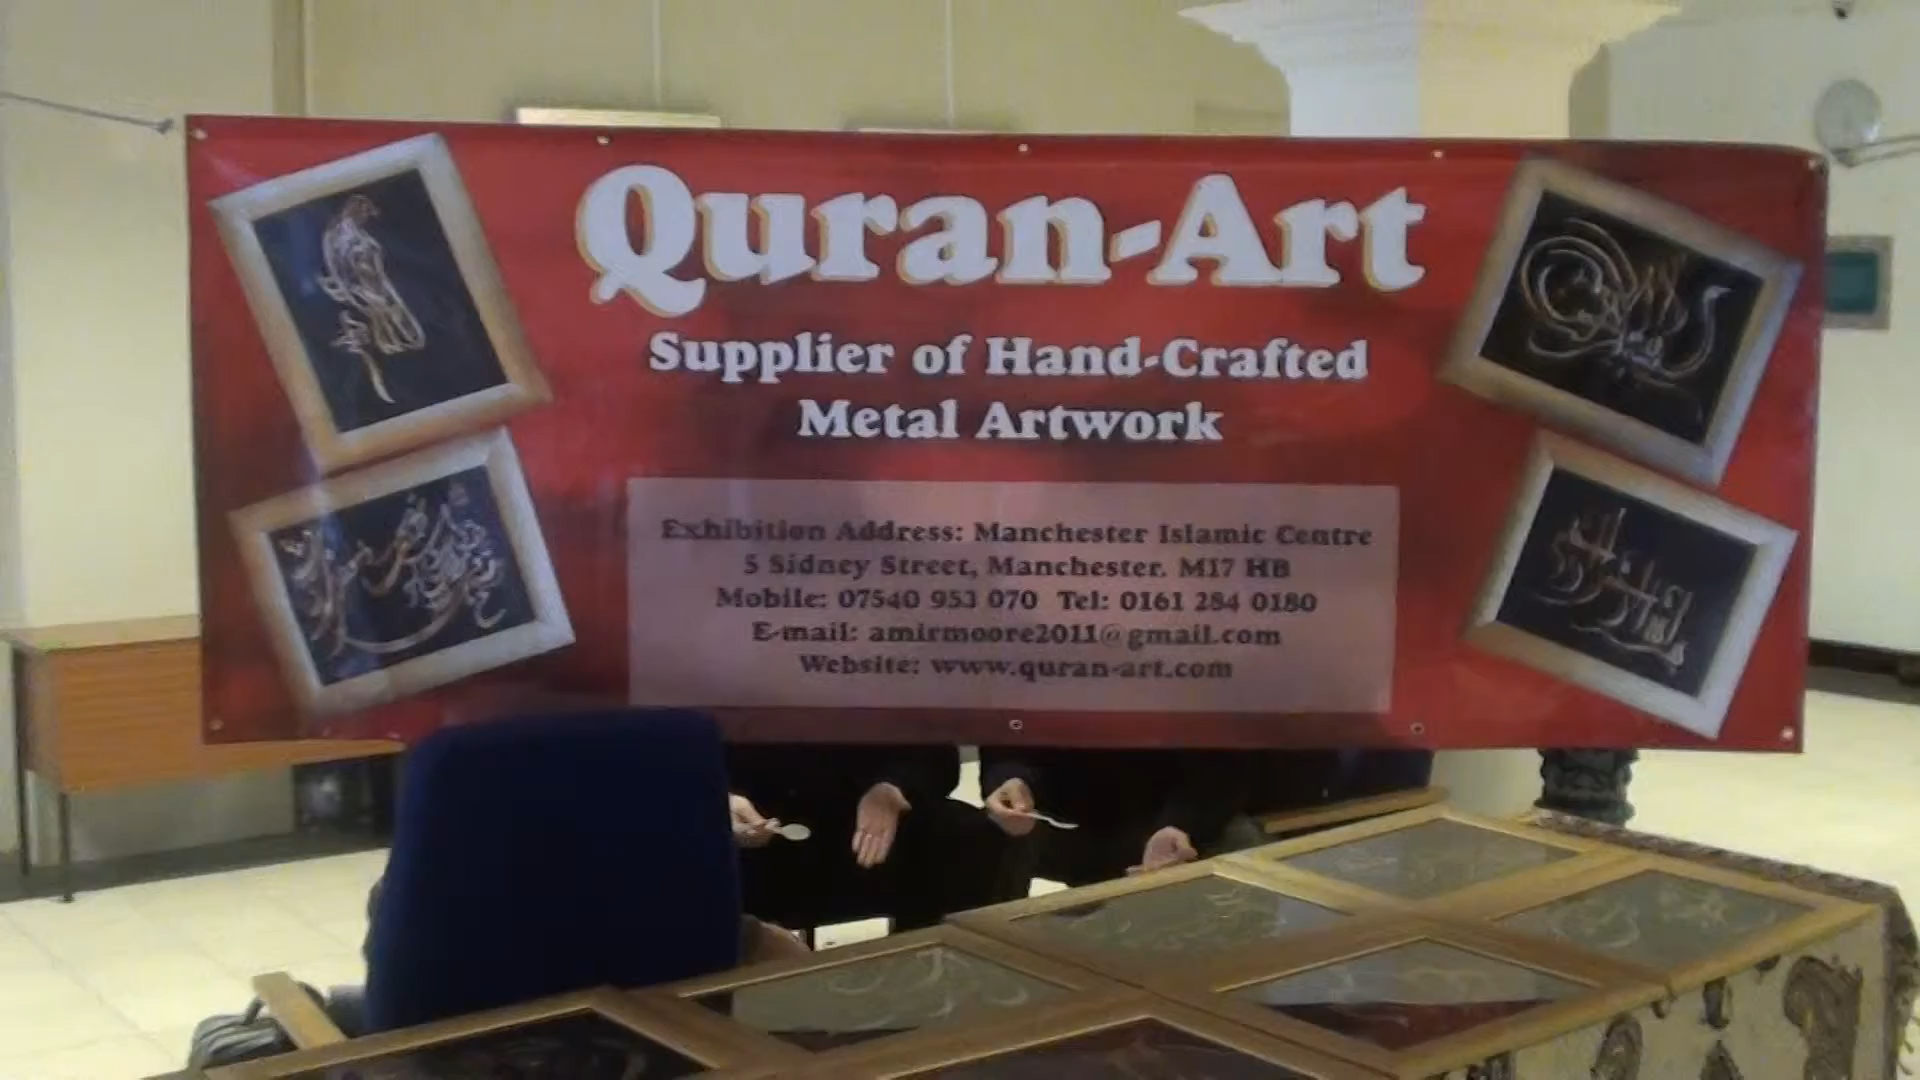 Quran-Art
Supplier of Hand-Crafted
Metal Artwork
Exhibition Address: Manchester Islamic Centre
5 Sidney Street, Manchester. M17 HB
Mobile: 07540 953 070 Tel: 0161 284 0180
E-mail: amirmoore2011@gmail.com
Website: www.quran-art.com